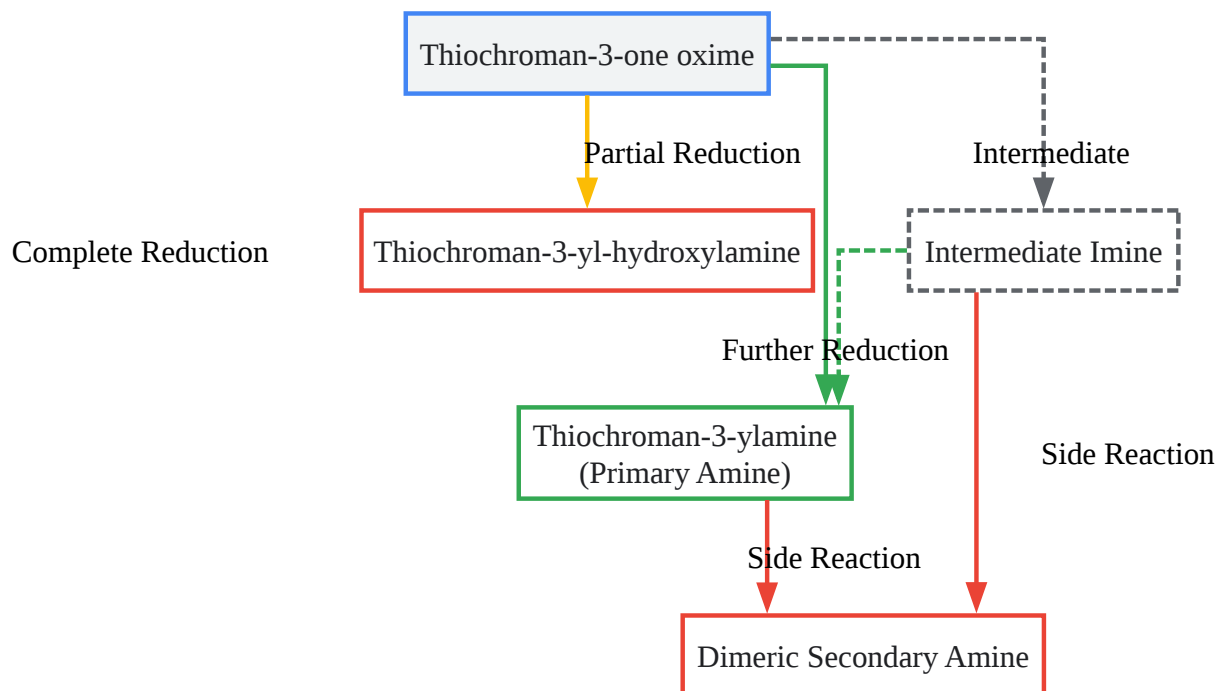 Thiochroman-3-one oxime
Partial Reduction
Intermediate
Complete Reduction
Thiochroman-3-yl-hydroxylamine
Intermediate Imine
Further Reduction
Thiochroman-3-ylamine
(Primary Amine)
Side Reaction
Side Reaction
Dimeric Secondary Amine